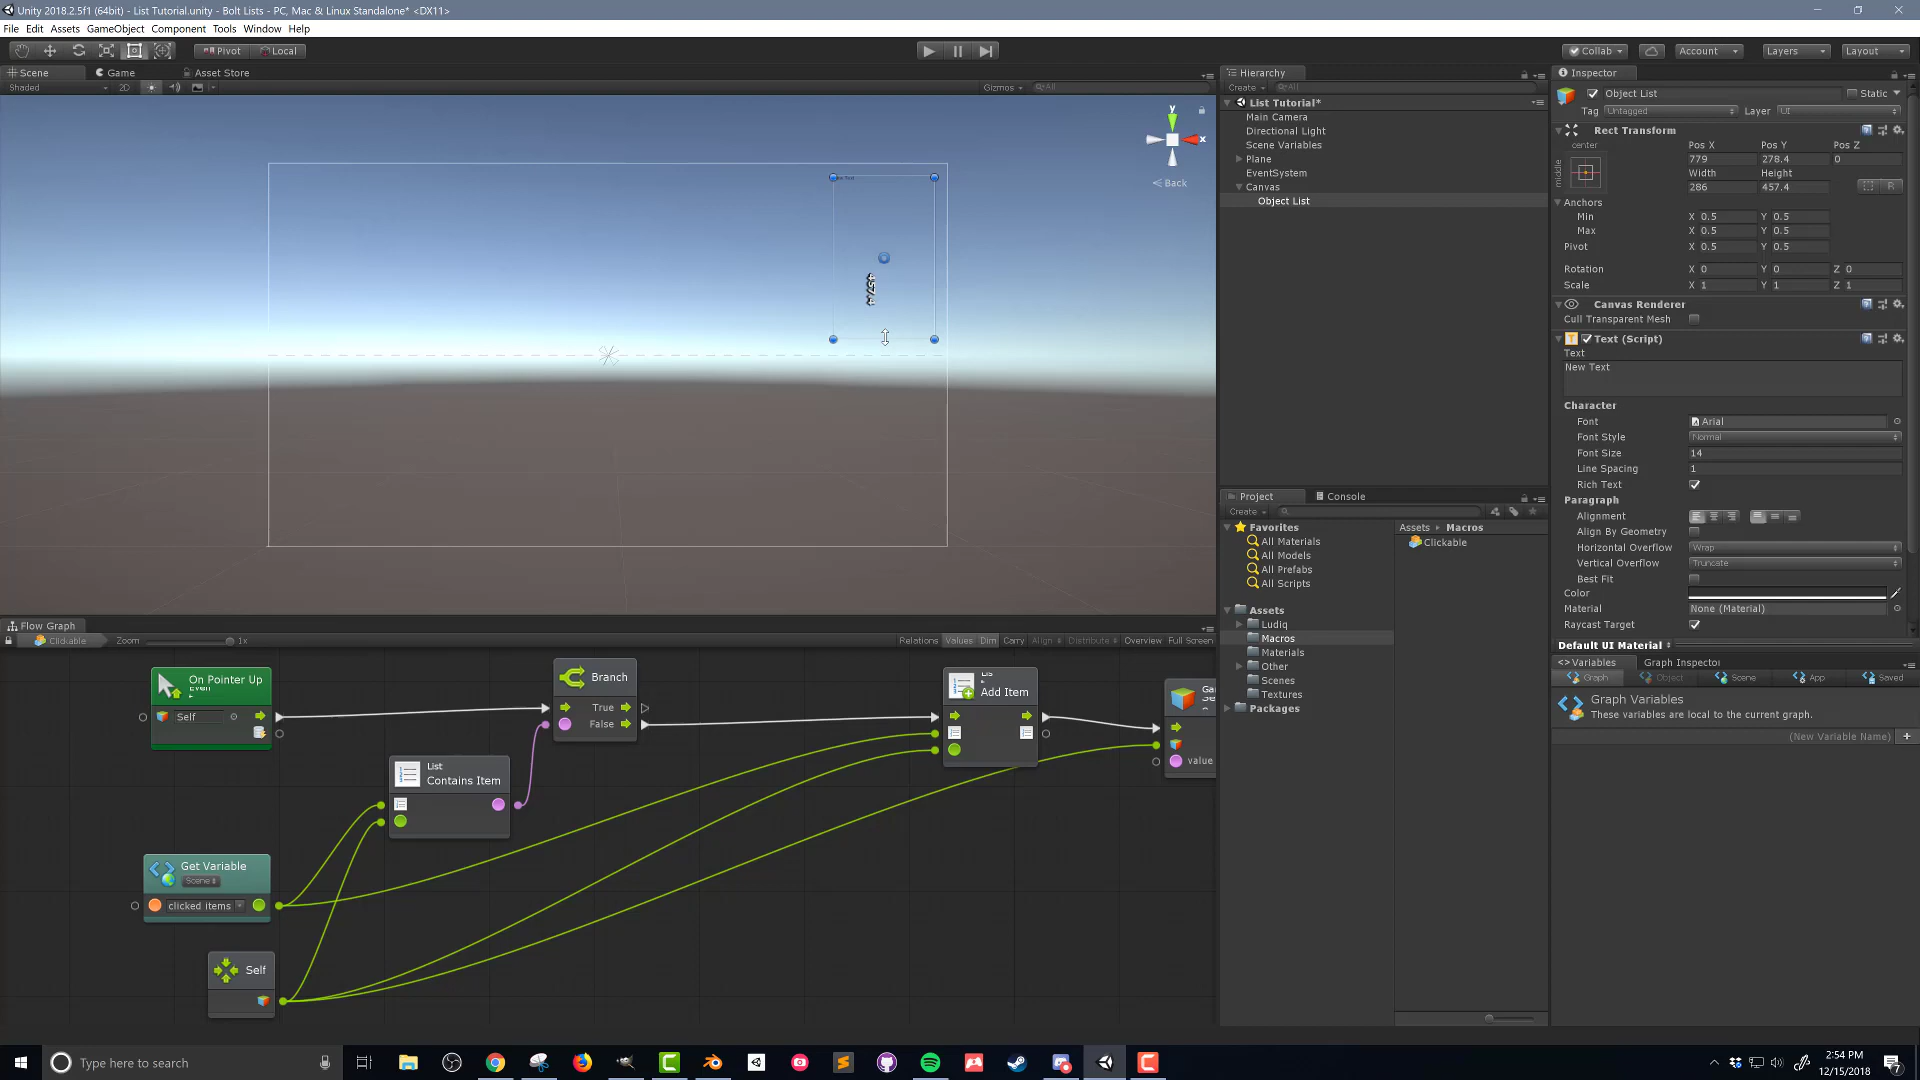 Unity 2018.2.5f1 (64bit) - List Tutorial.unity - Bolt Lists - PC, Mac & Linux Standalone* <DX11>
File Edit Assets GameObject Component Tools Window Help
Pivot Local
Collab
Account
Layers
Layout
Scene Game Asset Store
Shaded 2D Gizmos All
y
x
Back
457.4
Hierarchy
Create All
List Tutorial*
Main Camera
Directional Light
Scene Variables
Plane
EventSystem
Canvas
Object List
Project Console
Create
Favorites
All Materials
All Models
All Prefabs
All Scripts
Assets
Ludiq
Macros
Materials
Other
Scenes
Textures
Packages
Assets Macros
Clickable
Inspector
Object List Static
Tag Untagged Layer UI
Rect Transform
center
middle
Pos X Pos Y Pos Z
779 278.4 0
Width Height
286 457.4
R
Anchors
Min X 0.5 Y 0.5
Max X 0.5 Y 0.5
Pivot X 0.5 Y 0.5
Rotation X 0 Y 0 Z 0
Scale X 1 Y 1 Z 1
Canvas Renderer
Cull Transparent Mesh
Text (Script)
Text
New Text
Character
Font Arial
Font Style Normal
Font Size 14
Line Spacing 1
Rich Text
Paragraph
Alignment
Align By Geometry
Horizontal Overflow Wrap
Vertical Overflow Truncate
Best Fit
Color
Material None (Material)
Raycast Target
Default UI Material
<> Variables Graph Inspector
Graph Object Scene App Saved
Graph Variables
These variables are local to the current graph.
(New Variable Name) +
Flow Graph
Clickable Zoom 1x Relations Values Dim Carry Align Distribute Overview Full Screen
On Pointer Up
Self
Branch
True
False
List
Contains Item
Get Variable
Scene
clicked items
Self
Add Item
value
Type here to search
2:54 PM
12/15/2018
7